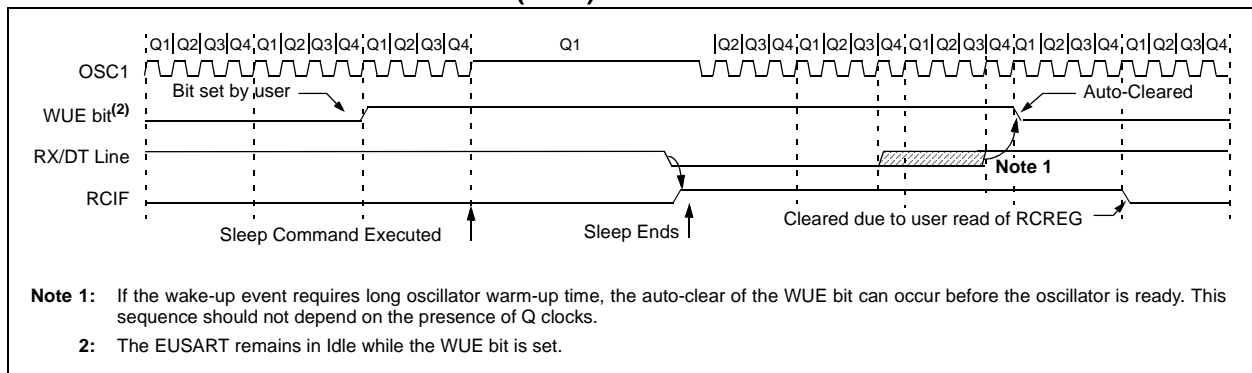 Q1 Q2 Q3 Q4 Q1 Q2 Q3 Q4 Q1 Q2 Q3 Q4 Q1 Q2 Q3 Q4 Q1 Q2 Q3 Q4 Q1 Q2 Q3 Q4 Q1 Q2 Q3 Q4 Q1 Q2 Q3 Q4
OSC1
Bit set by user
Auto-Cleared
WUE bit(2)
RX/DT Line
Note 1
RCIF
Cleared due to user read of RCREG
Sleep Command Executed
Sleep Ends
Note 1: If the wake-up event requires long oscillator warm-up time, the auto-clear of the WUE bit can occur before the oscillator is ready. This
sequence should not depend on the presence of Q clocks.
2: The EUSART remains in Idle while the WUE bit is set.